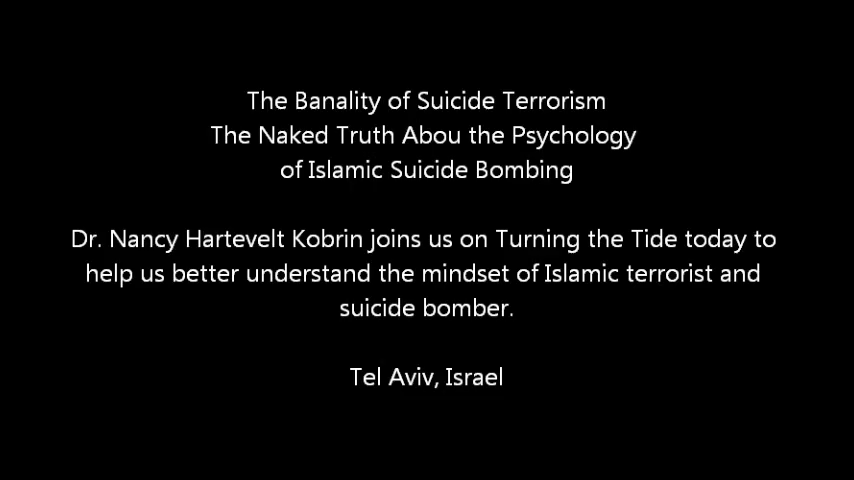 The Banality of Suicide Terrorism
The Naked Truth Abou the Psychology
of Islamic Suicide Bombing
Dr. Nancy Hartevelt Kobrin joins us on Turning the Tide today to
help us better understand the mindset of Islamic terrorist and
suicide bomber.
Tel Aviv, Israel